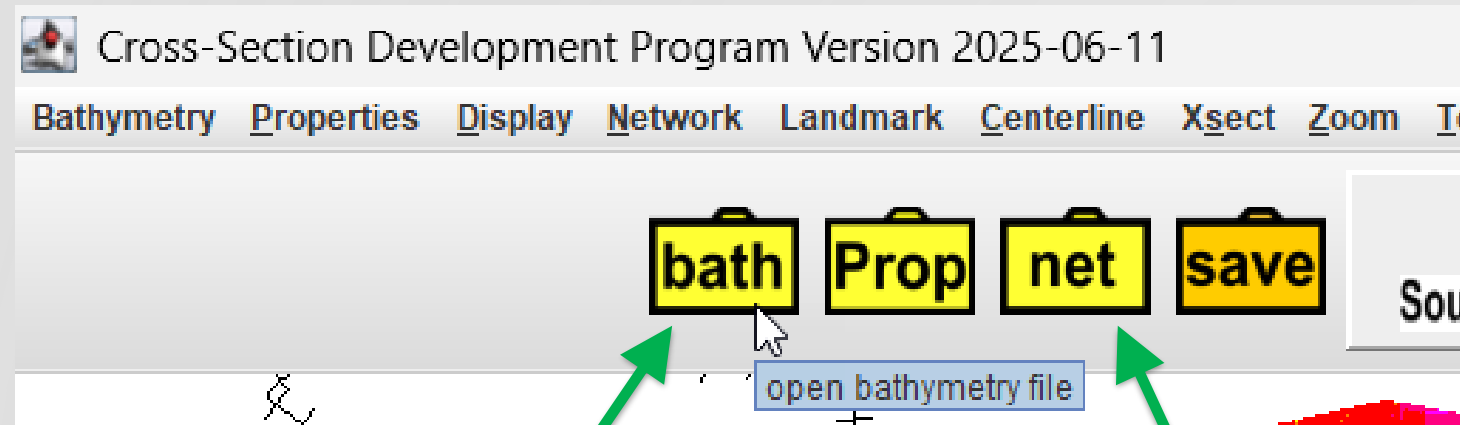 Cross-Section Development Program Version 2025-06-11
Bathymetry Properties Display Network Landmark Centerline Xsect Zoom
bath Prop net save
open bathymetry file